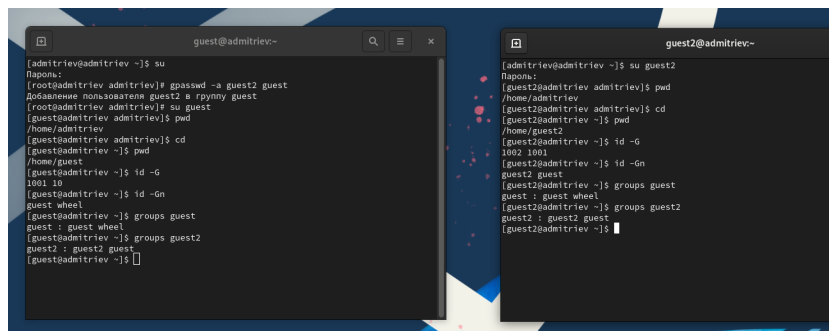 guest@admitriev:~
[admitriev@admitriev ~]$ su
Пароль:
[root@admitriev admitriev]# gpasswd -a guest2 guest
Добавление пользователя guest2 в группу guest
[root@admitriev admitriev]# su guest
[guest@admitriev admitriev]$ pwd
/home/admitriev
[guest@admitriev admitriev]$ cd
[guest@admitriev ~]$ pwd
/home/guest
[guest@admitriev ~]$ id -G
1001 10
[guest@admitriev ~]$ id -Gn
guest wheel
[guest@admitriev ~]$ groups guest
guest : guest wheel
[guest@admitriev ~]$ groups guest2
guest2 : guest2 guest
[guest@admitriev ~]$
guest2@admitriev:~
[admitriev@admitriev ~]$ su guest2
Пароль:
[guest2@admitriev admitriev]$ pwd
/home/admitriev
[guest2@admitriev admitriev]$ cd
[guest2@admitriev ~]$ pwd
/home/guest2
[guest2@admitriev ~]$ id -G
1002 1001
[guest2@admitriev ~]$ id -Gn
guest2 guest
[guest2@admitriev ~]$ groups guest
guest : guest wheel
[guest2@admitriev ~]$ groups guest2
guest2 : guest2 guest
[guest2@admitriev ~]$